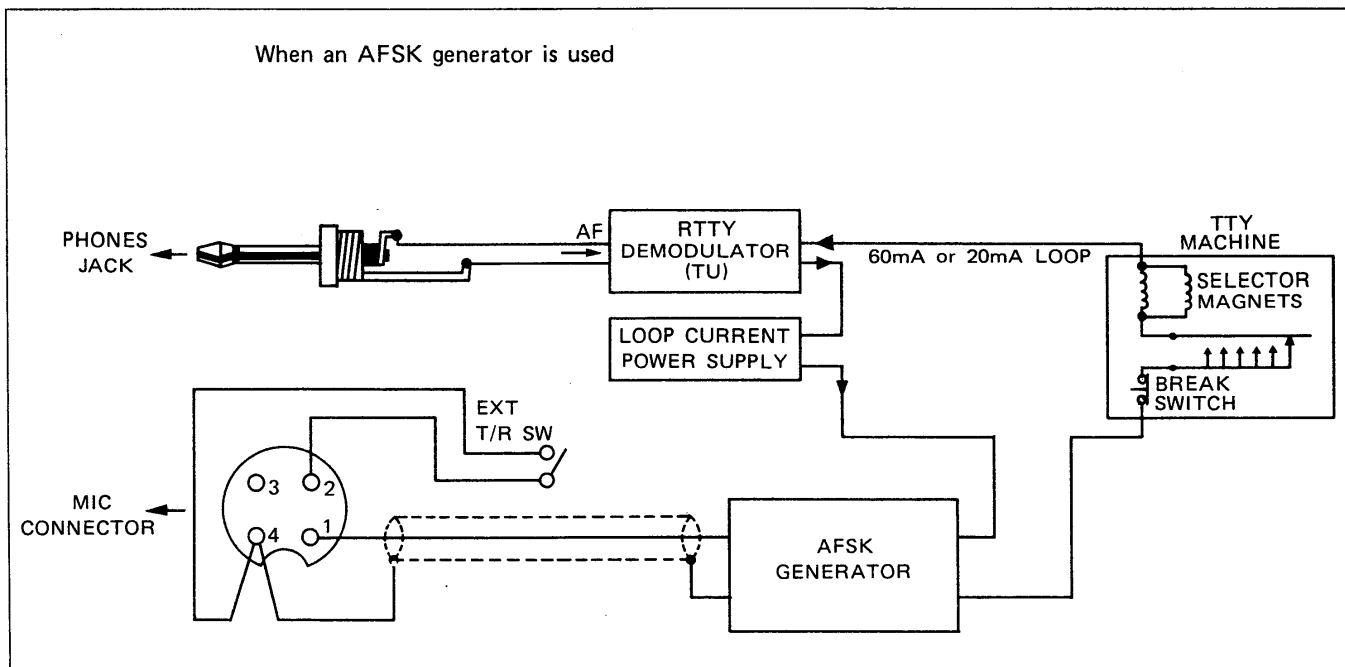 When an AFSK generator is used
PHONES
JACK
AF
RTTY
DEMODULATOR
(TU)
60mA or 20mA LOOP
TTY
MACHINE
SELECTOR
MAGNETS
LOOP CURRENT
POWER SUPPLY
BREAK
SWITCH
EXT
T/R SW
MIC
CONNECTOR
3
2
4
1
AFSK
GENERATOR